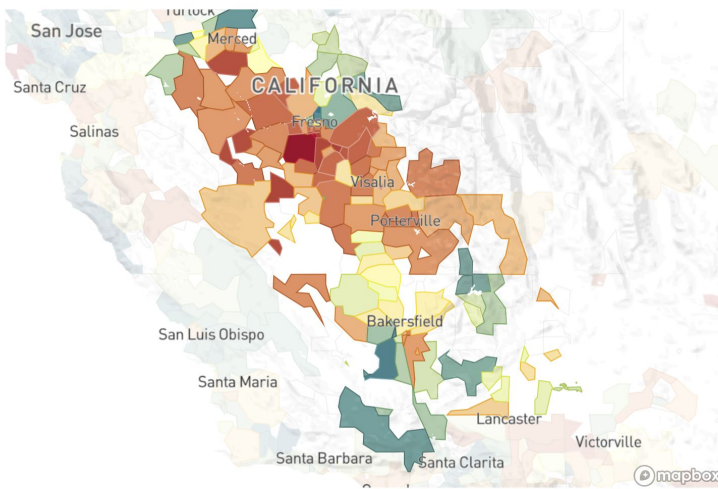 Turlock
San Jose
Merced
CALIFORNIA
Santa Cruz
Fresno
Salinas
Visalia
Porterville
Bakersfield
San Luis Obispo
Santa Maria
Lancaster
Victorville
Santa Barbara
Santa Clarita
mapbox